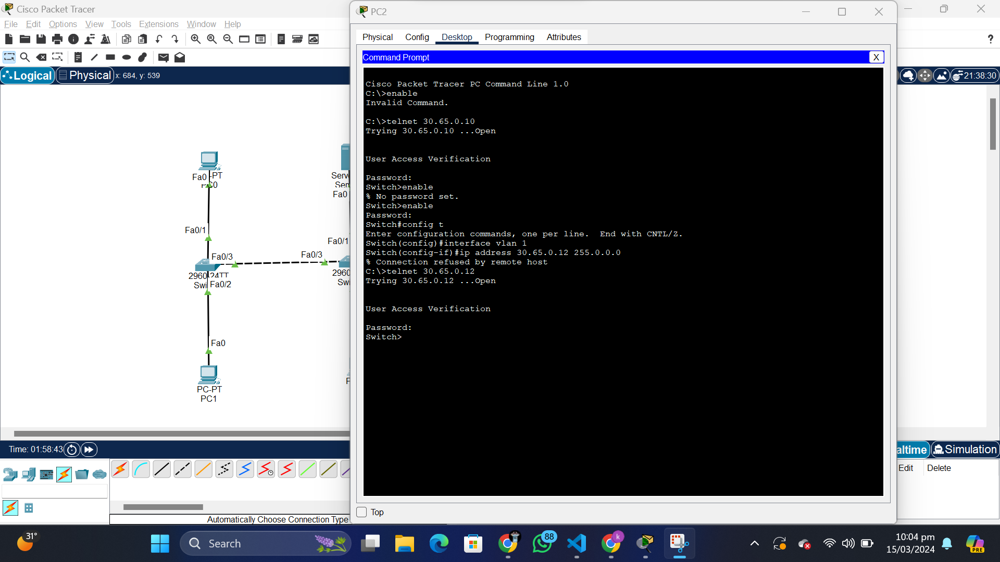 Cisco Packet Tracer
File Edit Options View Tools Extensions Window Help
?
Logical Physical x: 684, y: 539
21:38:30
PC2
Physical Config Desktop Programming Attributes
Command Prompt
X
Cisco Packet Tracer PC Command Line 1.0
C:\>enable
Invalid Command.
C:\>telnet 30.65.0.10
Trying 30.65.0.10 ...Open
User Access Verification
Password:
Switch>enable
% No password set.
Switch>enable
Password:
Switch#config t
Enter configuration commands, one per line.  End with CNTL/Z.
Switch(config)#interface vlan 1
Switch(config-if)#ip address 30.65.0.12 255.0.0.0
% Connection refused by remote host
C:\>telnet 30.65.0.12
Trying 30.65.0.12 ...Open
User Access Verification
Password:
Switch>
Top
Fa0 -PT
Fa0/1
Fa0/3
2960 24TT
Swi Fa0/2
Fa0
PC-PT
PC1
Serv
Ser
Fa0
Fa0/1
Fa0/3
2960
Swi
Time: 01:58:43
altime Simulation
Edit Delete
Automatically Choose Connection Type
31°
Search
88
k
10:04 pm
15/03/2024
PRE